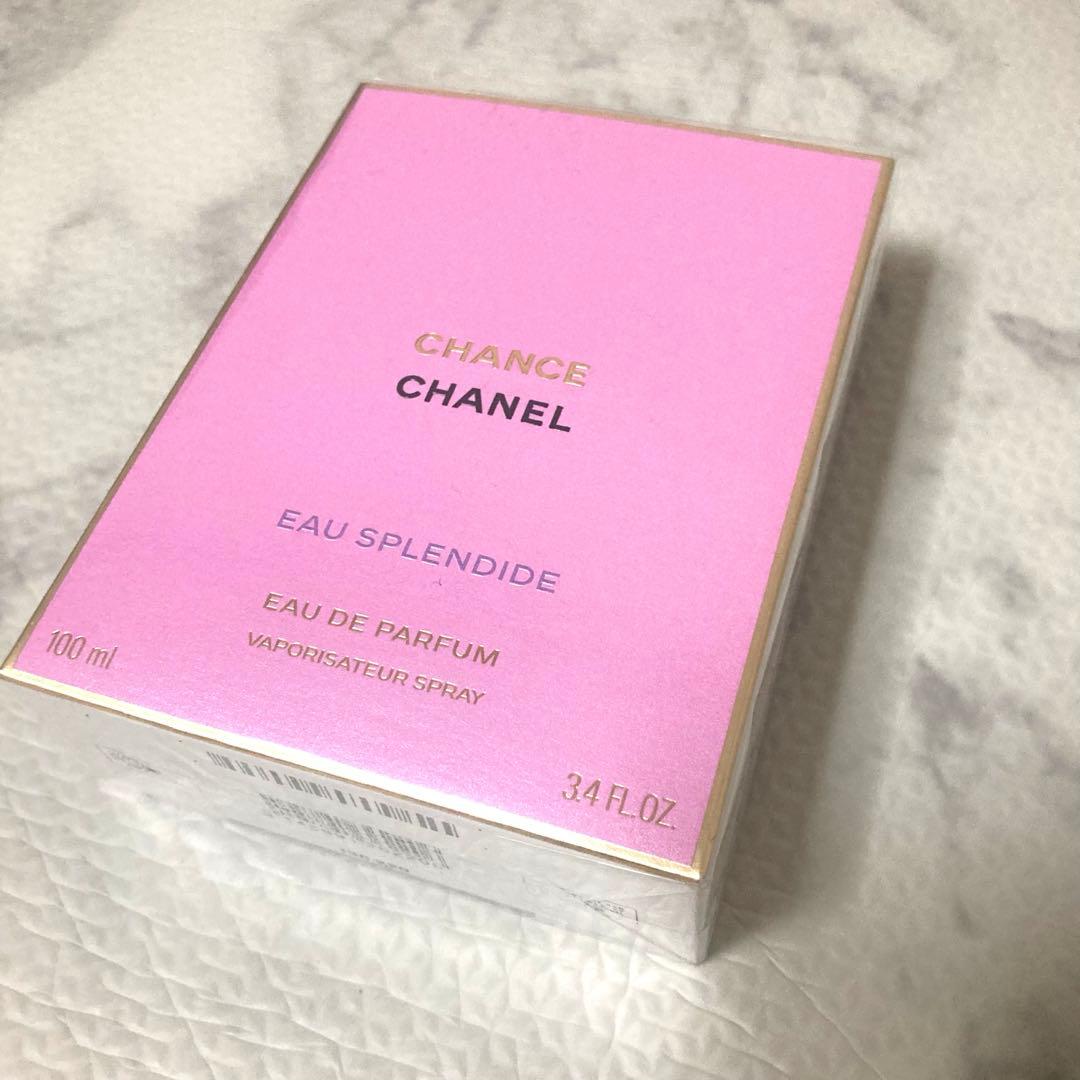 CHANCE
CHANEL
EAU SPLENDIDE
EAU DE PARFUM
VAPORISATEUR SPRAY
100 ml
3.4 FL.OZ.